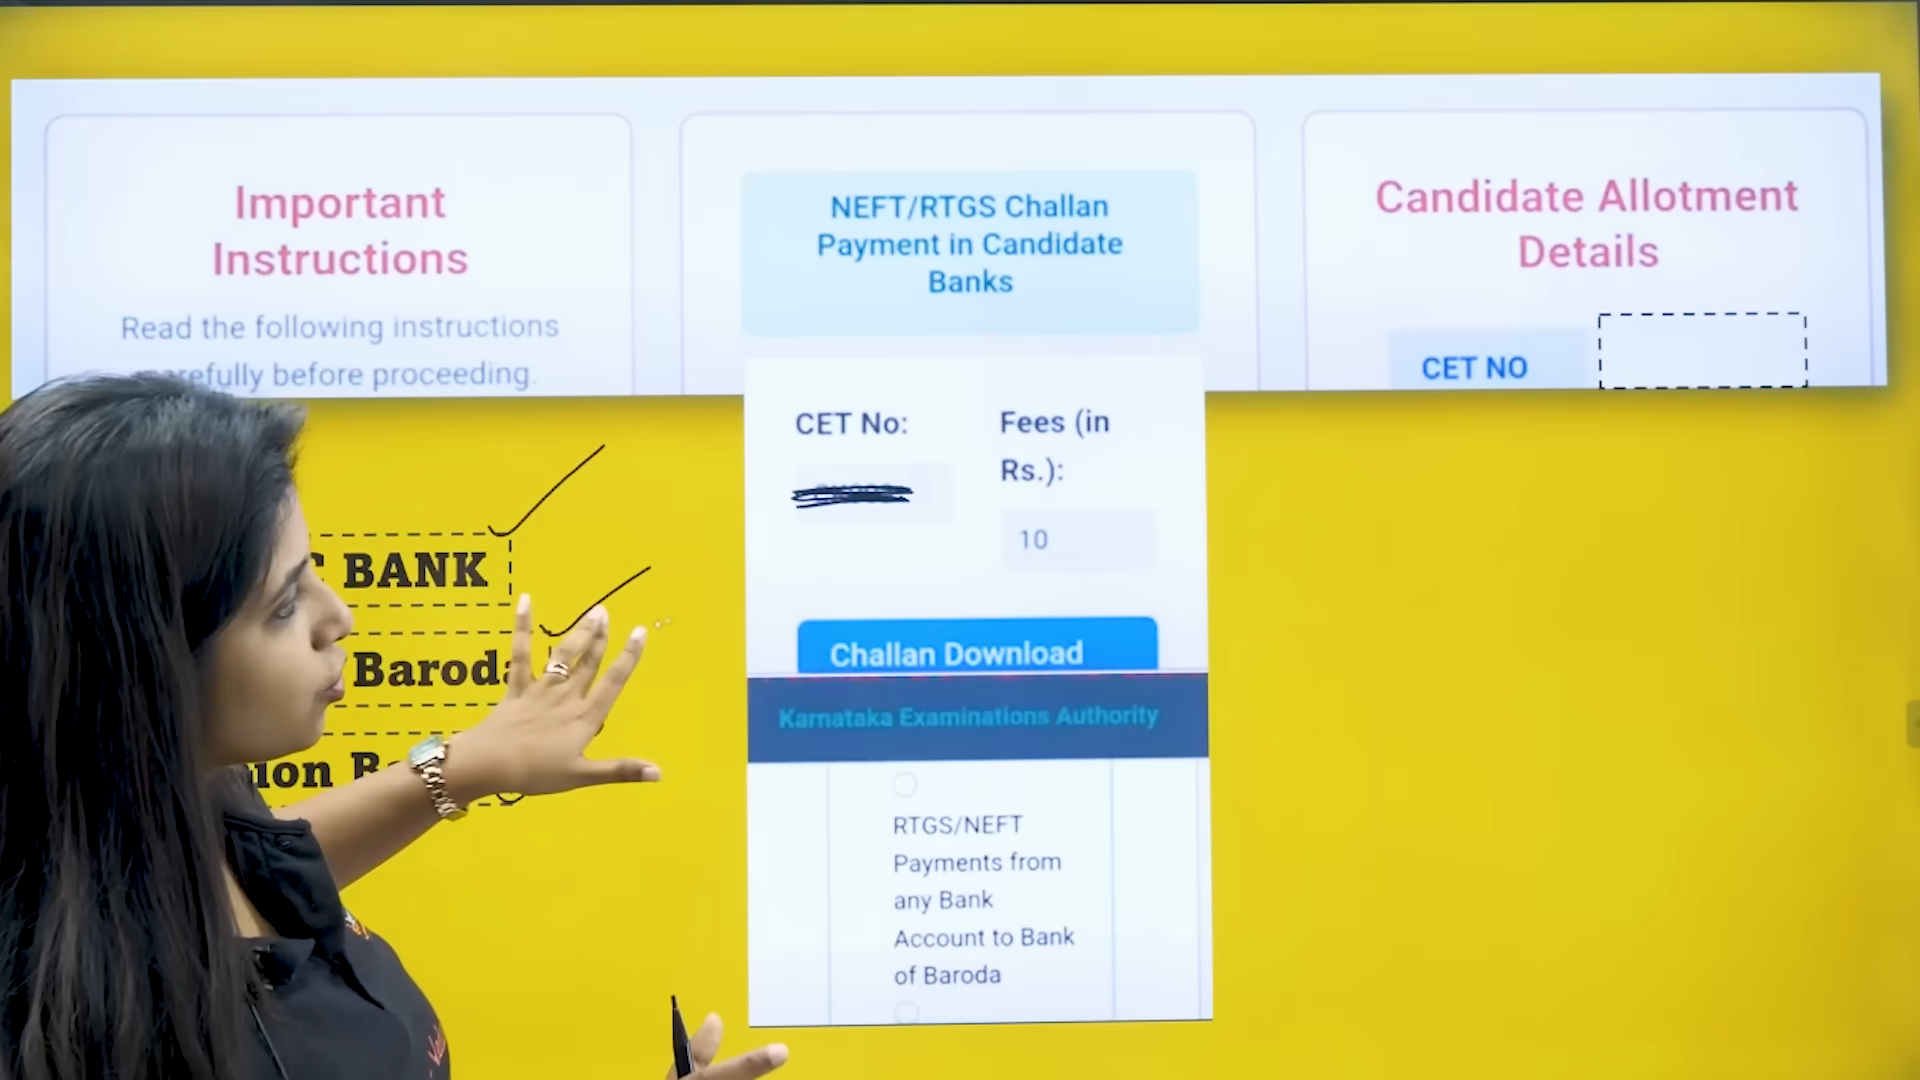 Important
Instructions
Read the following instructions
before proceeding.
NEFT/RTGS Challan
Payment in Candidate
Banks
Candidate Allotment
Details
CET NO
CET No:
Fees (in
Rs.):
10
Challan Download
Karnataka Examinations Authority
RTGS/NEFT
Payments from
any Bank
Account to Bank
of Baroda
BANK
Baroda